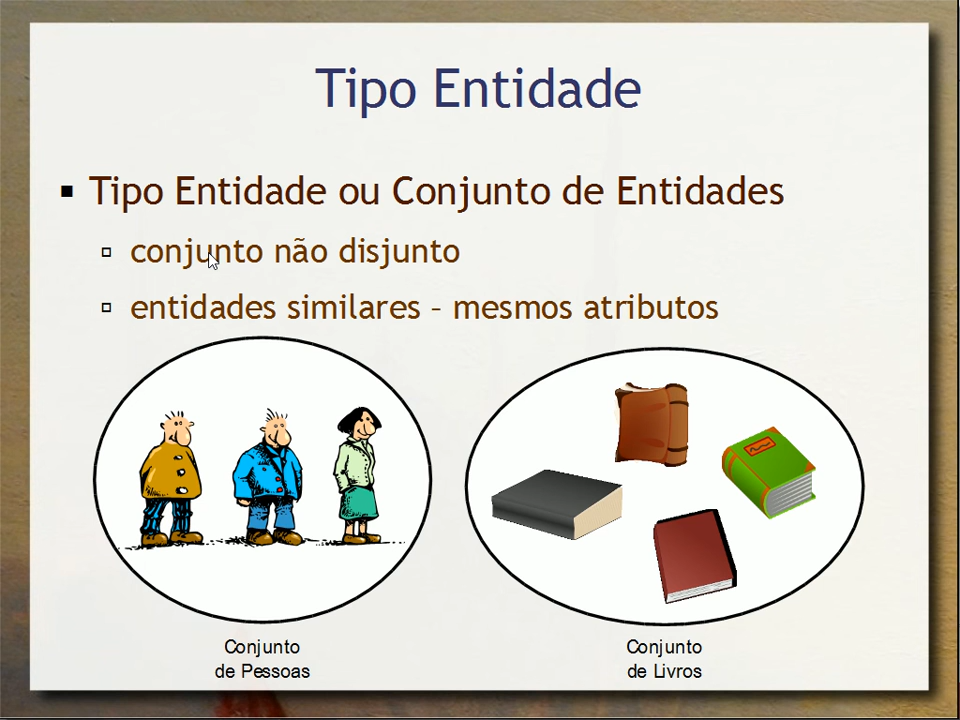 Tipo Entidade
Tipo Entidade ou Conjunto de Entidades
conjunto não disjunto
entidades similares – mesmos atributos
Conjunto
de Pessoas
Conjunto
de Livros